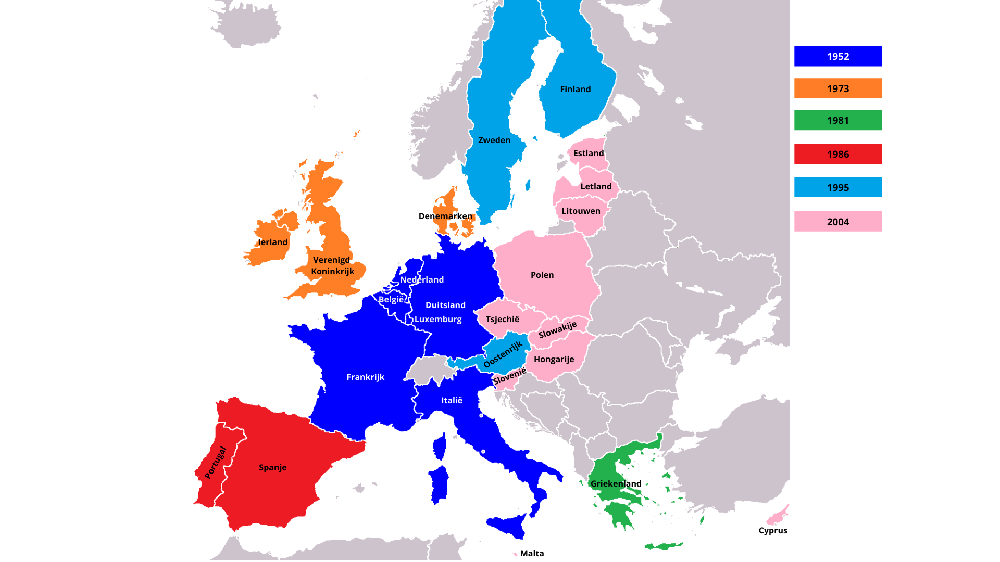 1952
1973
1981
1986
1995
2004
Finland
Zweden
Estland
Letland
Litouwen
Denemarken
Ierland
Verenigd
Koninkrijk
Nederland
Polen
België
Duitsland
Luxemburg
Tsjechië
Slowakije
Oostenrijk
Hongarije
Slovenië
Frankrijk
Italië
Portugal
Spanje
Griekenland
Cyprus
Malta